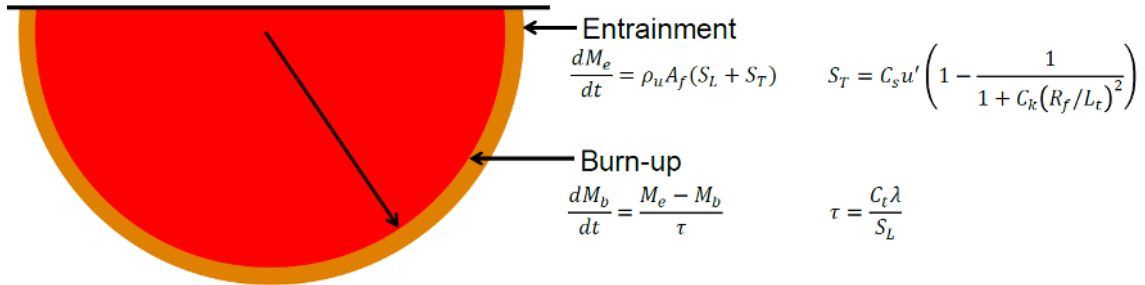 Entrainment
dM_e/dt = ρ_u A_f (S_L + S_T)
S_T = C_s u′ (1 − 1/(1 + C_k (R_f/L_t)^2))
Burn-up
dM_b/dt = (M_e − M_b)/τ
τ = C_t λ/S_L